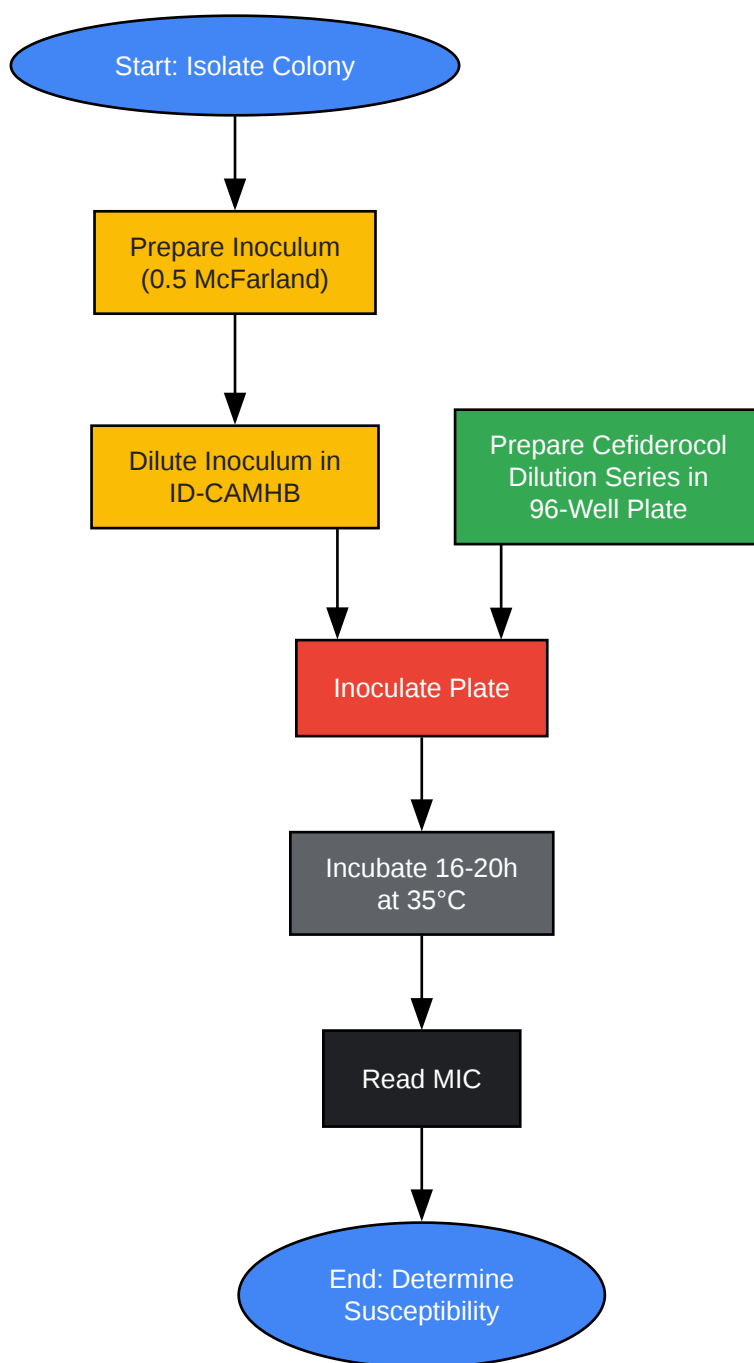 Start: Isolate Colony
Prepare Inoculum
(0.5 McFarland)
Dilute Inoculum in
ID-CAMHB
Prepare Cefiderocol
Dilution Series in
96-Well Plate
Inoculate Plate
Incubate 16-20h
at 35°C
Read MIC
End: Determine
Susceptibility